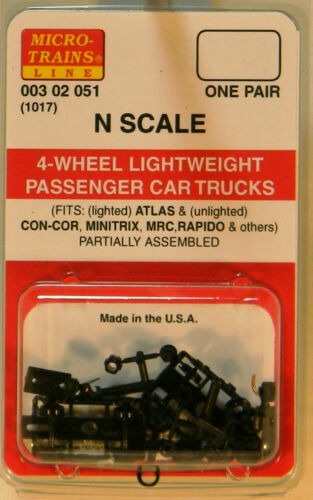 MICRO-
TRAINS®
LINE
003 02 051
(1017)
ONE PAIR
N SCALE
4-WHEEL LIGHTWEIGHT
PASSENGER CAR TRUCKS
(FITS: (lighted) ATLAS & (unlighted)
CON-COR, MINITRIX, MRC,RAPIDO & others)
PARTIALLY ASSEMBLED
Made in the U.S.A.